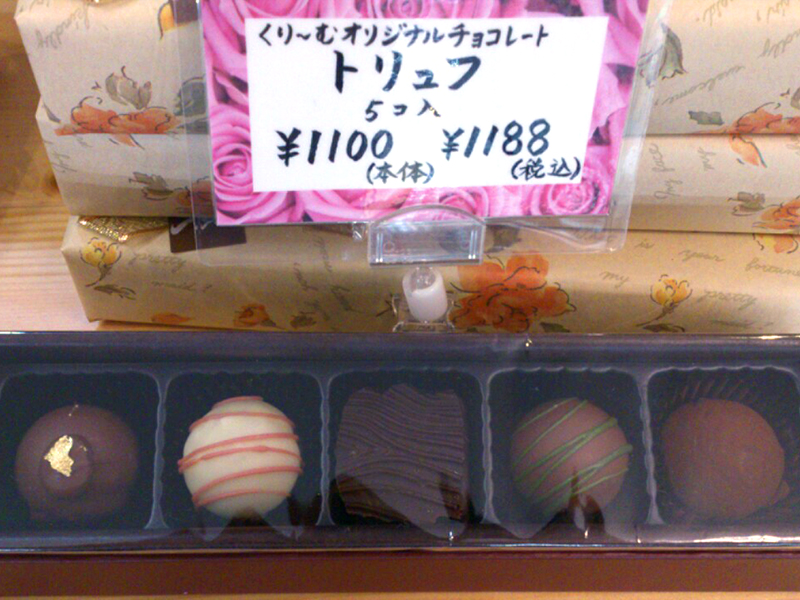 くり〜むオリジナルチョコレート
トリュフ
5コ入
¥1100 ¥1188
(本体) (税込)